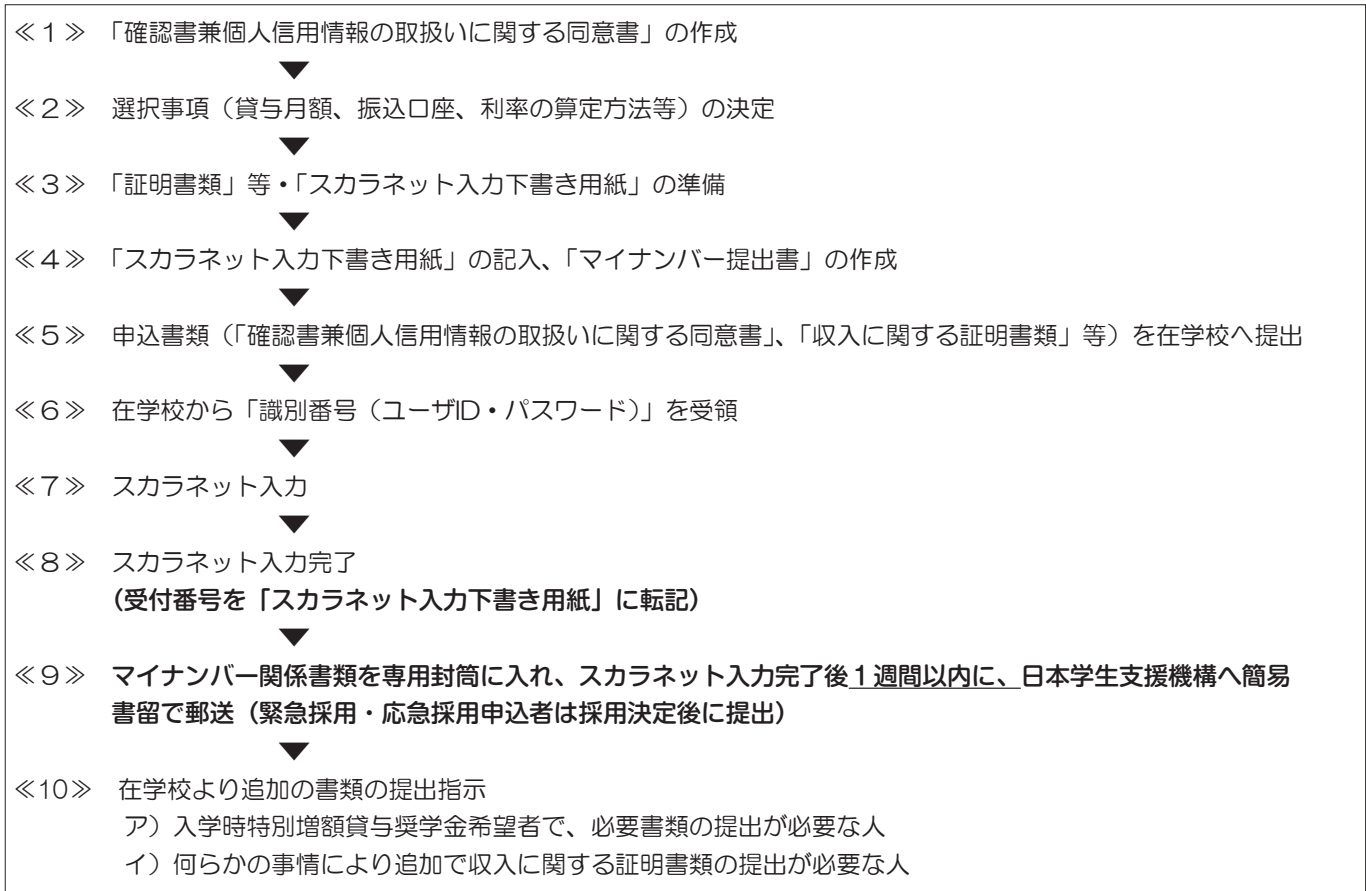 ≪1≫ 「確認書兼個人信用情報の取扱いに関する同意書」の作成
▼
≪2≫ 選択事項（貸与月額、振込口座、利率の算定方法等）の決定
▼
≪3≫ 「証明書類」等・「スカラネット入力下書き用紙」の準備
▼
≪4≫ 「スカラネット入力下書き用紙」の記入、「マイナンバー提出書」の作成
▼
≪5≫ 申込書類（「確認書兼個人信用情報の取扱いに関する同意書」、「収入に関する証明書類」等）を在学校へ提出
▼
≪6≫ 在学校から「識別番号（ユーザID・パスワード）」を受領
▼
≪7≫ スカラネット入力
▼
≪8≫ スカラネット入力完了
（受付番号を「スカラネット入力下書き用紙」に転記）
▼
≪9≫ マイナンバー関係書類を専用封筒に入れ、スカラネット入力完了後１週間以内に、日本学生支援機構へ簡易
書留で郵送（緊急採用・応急採用申込者は採用決定後に提出）
▼
≪10≫ 在学校より追加の書類の提出指示
ア）入学時特別増額貸与奨学金希望者で、必要書類の提出が必要な人
イ）何らかの事情により追加で収入に関する証明書類の提出が必要な人